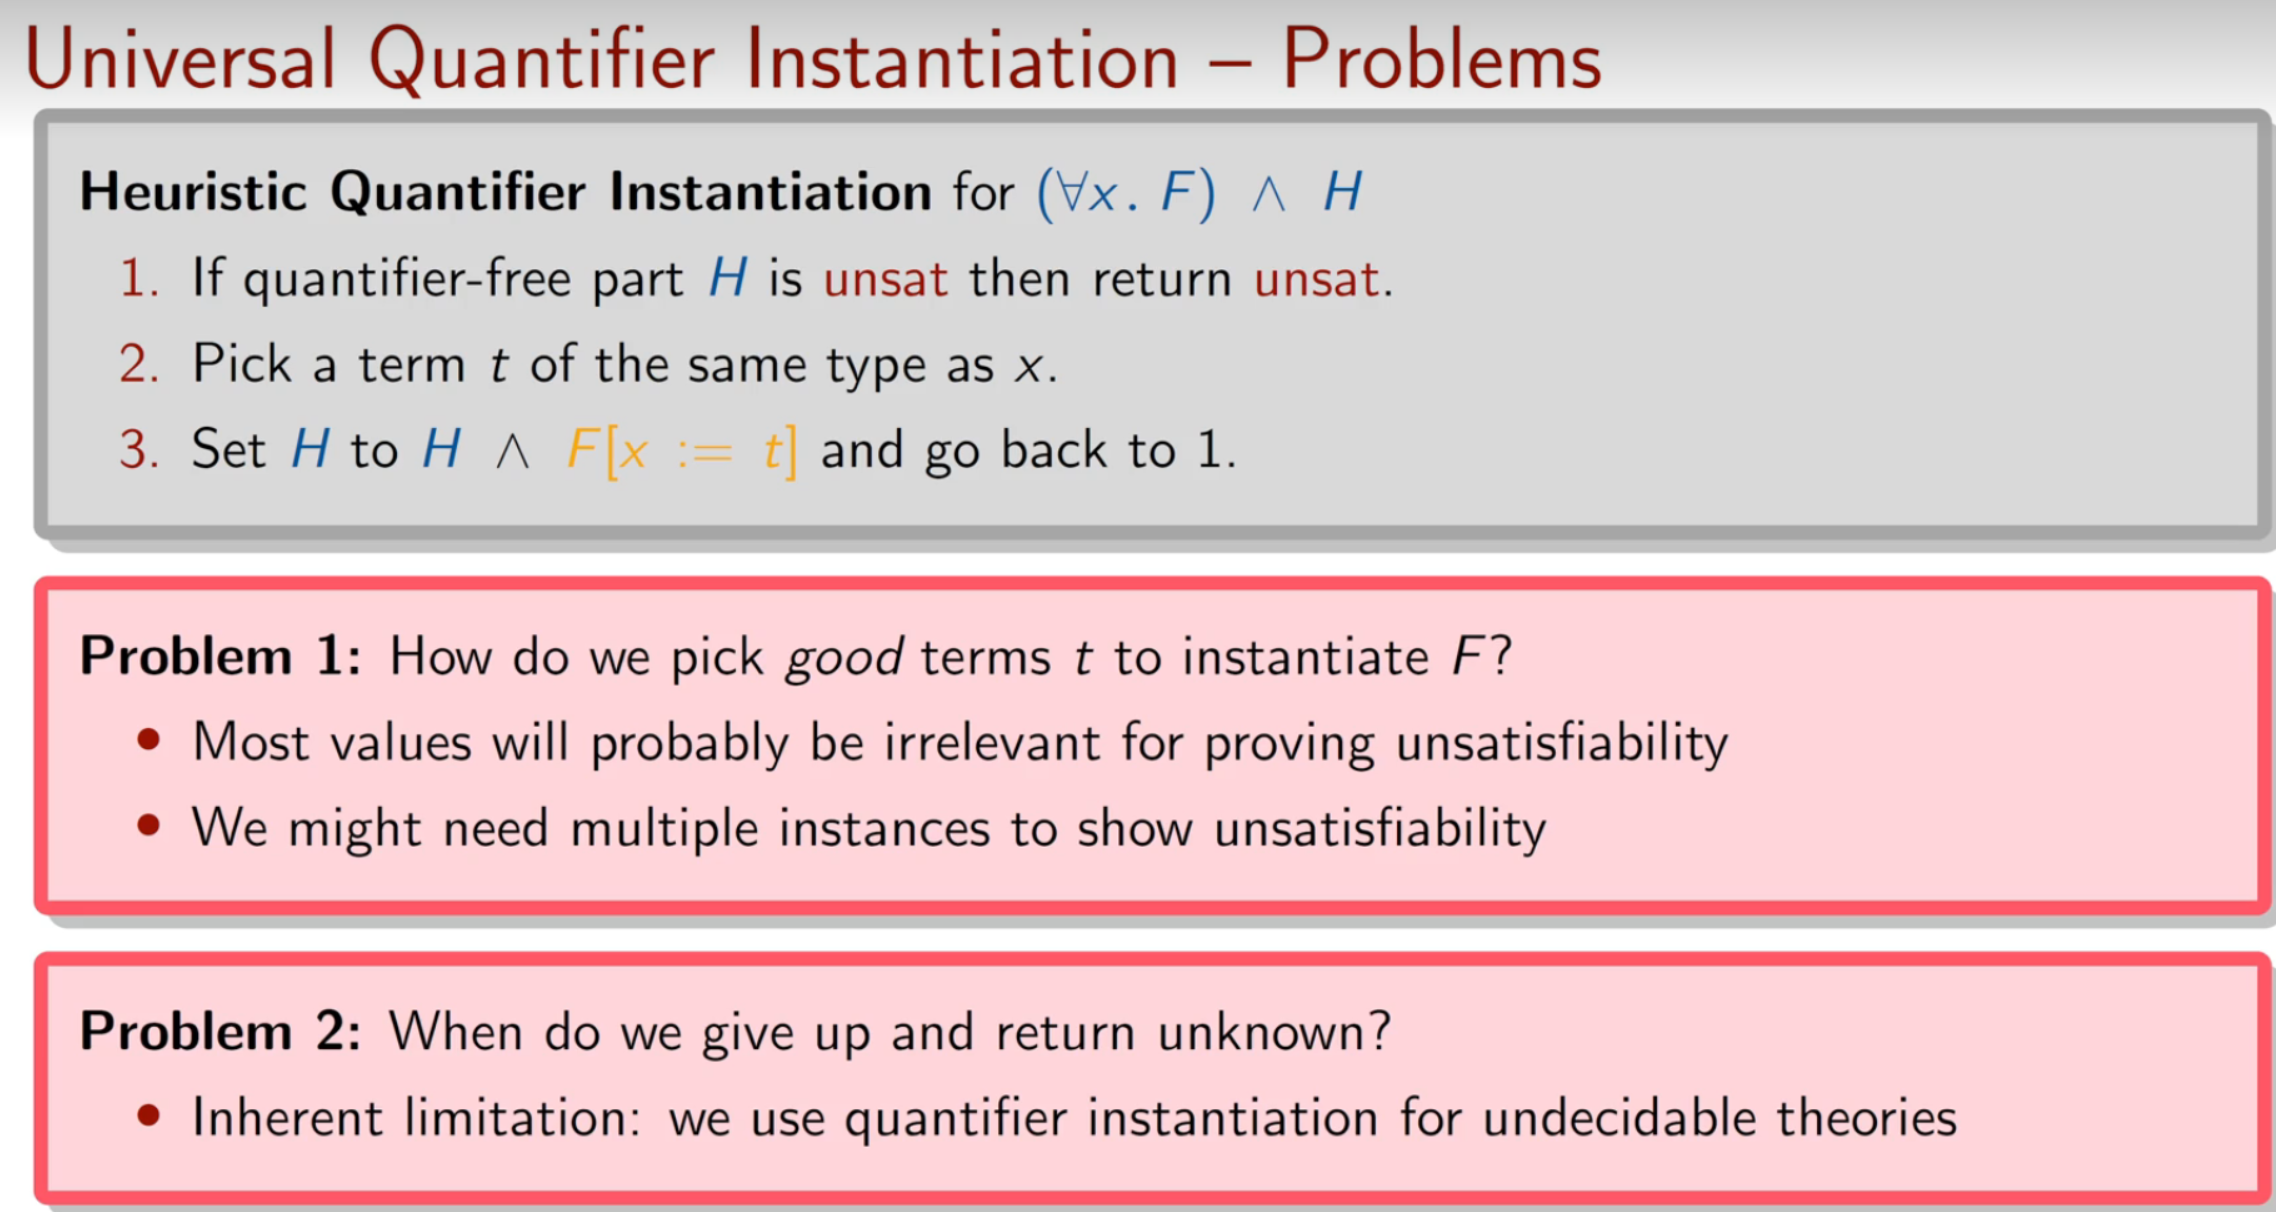 Universal Quantifier Instantiation – Problems
Heuristic Quantifier Instantiation for (∀x. F) ∧ H
1. If quantifier-free part H is unsat then return unsat.
2. Pick a term t of the same type as x.
3. Set H to H ∧ F[x := t] and go back to 1.
Problem 1: How do we pick good terms t to instantiate F?
• Most values will probably be irrelevant for proving unsatisfiability
• We might need multiple instances to show unsatisfiability
Problem 2: When do we give up and return unknown?
• Inherent limitation: we use quantifier instantiation for undecidable theories